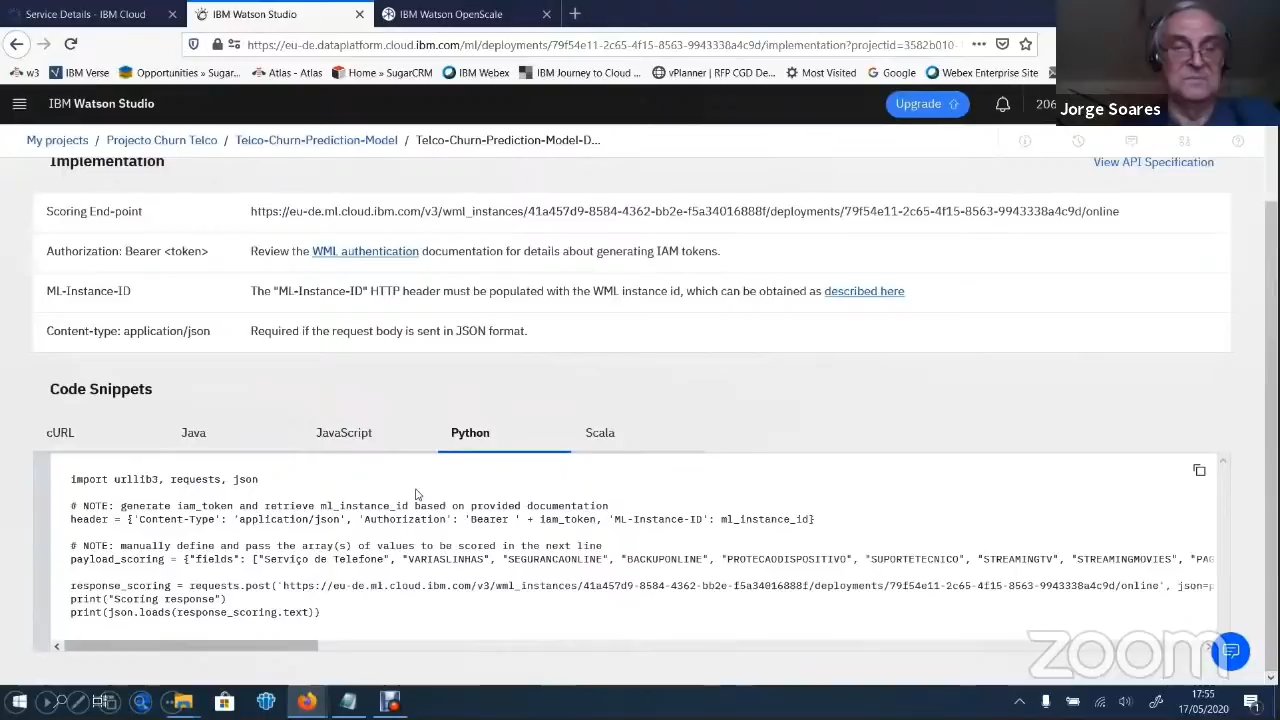 Service Details - IBM Cloud
IBM Watson Studio
IBM Watson OpenScale
https://eu-de.dataplatform.cloud.ibm.com/ml/deployments/79f54e11-2c65-4f15-8563-9943338a4c9d/implementation?projectid=3582b010-
w3
IBM Verse
Opportunities » Sugar...
Atlas - Atlas
Home » SugarCRM
IBM Webex
IBM Journey to Cloud ...
vPlanner | RFP CGD De...
Most Visited
Google
Webex Enterprise Site
IBM Watson Studio
Upgrade
206
Jorge Soares
My projects / Projecto Churn Telco / Telco-Churn-Prediction-Model / Telco-Churn-Prediction-Model-D...
Implementation
View API Specification
Scoring End-point
https://eu-de.ml.cloud.ibm.com/v3/wml_instances/41a457d9-8584-4362-bb2e-f5a34016888f/deployments/79f54e11-2c65-4f15-8563-9943338a4c9d/online
Authorization: Bearer <token>
Review the WML authentication documentation for details about generating IAM tokens.
ML-Instance-ID
The "ML-Instance-ID" HTTP header must be populated with the WML instance id, which can be obtained as described here
Content-type: application/json
Required if the request body is sent in JSON format.
Code Snippets
cURL
Java
JavaScript
Python
Scala
import urllib3, requests, json
# NOTE: generate iam_token and retrieve ml_instance_id based on provided documentation
header = {'Content-Type': 'application/json', 'Authorization': 'Bearer ' + iam_token, 'ML-Instance-ID': ml_instance_id}
# NOTE: manually define and pass the array(s) of values to be scored in the next line
payload_scoring = {"fields": ["Serviço de Telefone", "VARIASLINHAS", "SEGURANCAONLINE", "BACKUPONLINE", "PROTECAODISPOSITIVO", "SUPORTETECNICO", "STREAMINGTV", "STREAMINGMOVIES", "PAG
response_scoring = requests.post('https://eu-de.ml.cloud.ibm.com/v3/wml_instances/41a457d9-8584-4362-bb2e-f5a34016888f/deployments/79f54e11-2c65-4f15-8563-9943338a4c9d/online', json=p
print("Scoring response")
print(json.loads(response_scoring.text))
zoom
17:55
17/05/2020